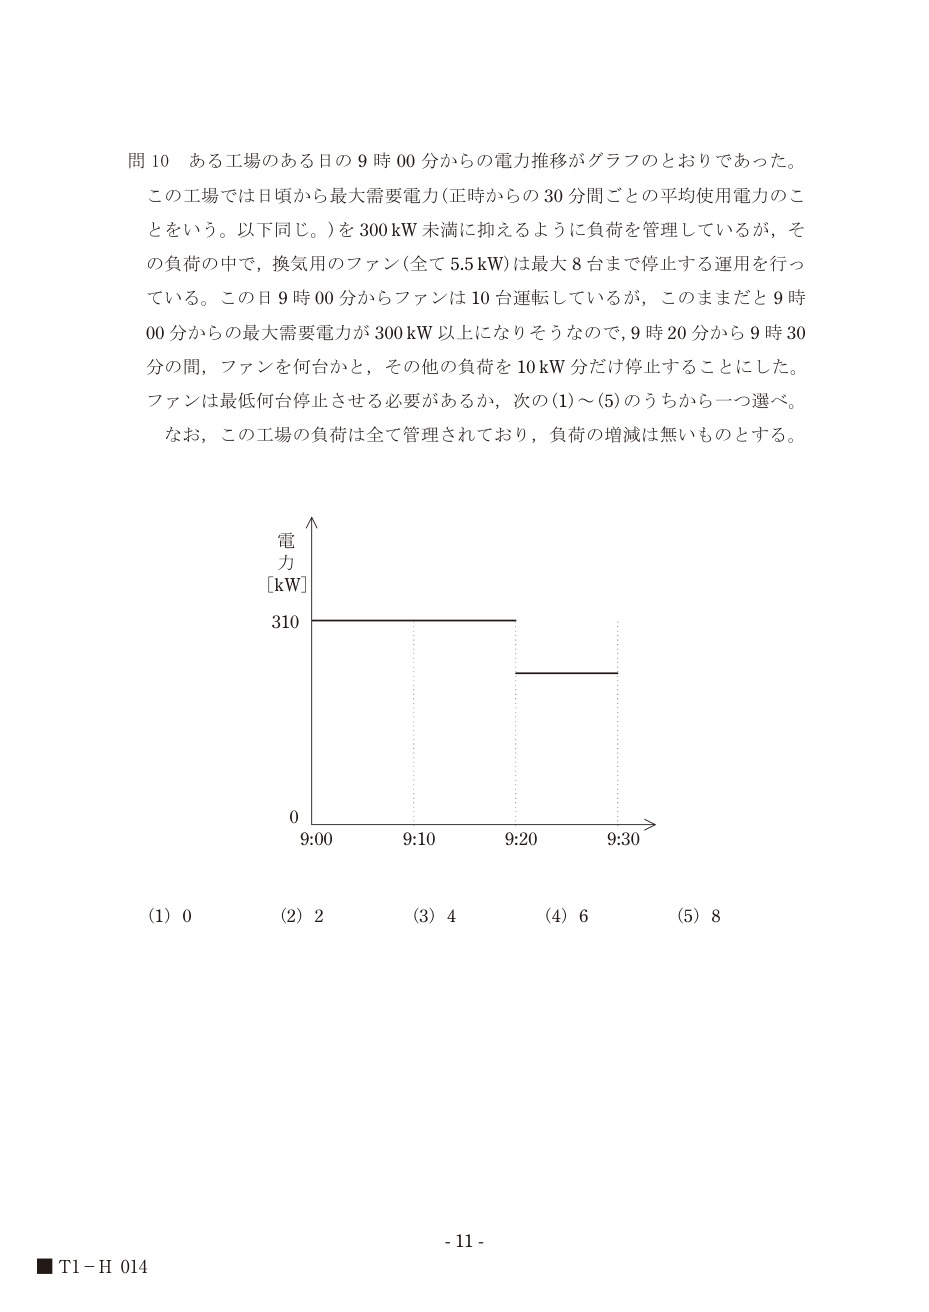 問 10　ある工場のある日の 9 時 00 分からの電力推移がグラフのとおりであった。
この工場では日頃から最大需要電力(正時からの 30 分間ごとの平均使用電力のこ
とをいう。以下同じ。)を 300 kW 未満に抑えるように負荷を管理しているが，そ
の負荷の中で，換気用のファン(全て 5.5 kW)は最大 8 台まで停止する運用を行っ
ている。この日 9 時 00 分からファンは 10 台運転しているが，このままだと 9 時
00 分からの最大需要電力が 300 kW 以上になりそうなので，9 時 20 分から 9 時 30
分の間，ファンを何台かと，その他の負荷を 10 kW 分だけ停止することにした。
ファンは最低何台停止させる必要があるか，次の(1)～(5)のうちから一つ選べ。
なお，この工場の負荷は全て管理されており，負荷の増減は無いものとする。
電
力
[kW]
310
0
9:00 9:10 9:20 9:30
(1) 0 (2) 2 (3) 4 (4) 6 (5) 8
- 11 -
■ T1－H 014